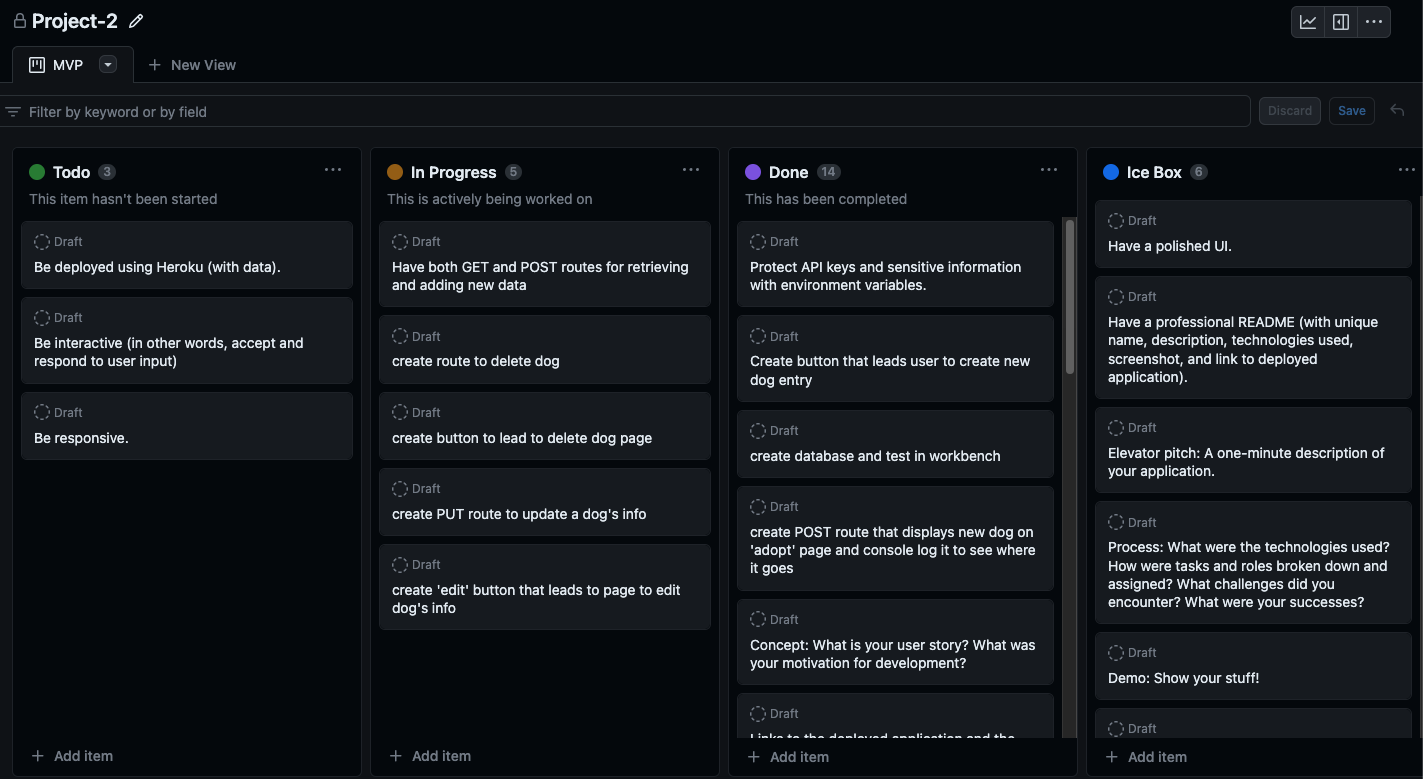 Project-2
MVP
New View
Filter by keyword or by field
Discard
Save
Todo 3
This item hasn't been started
Draft
Be deployed using Heroku (with data).
Draft
Be interactive (in other words, accept and
respond to user input)
Draft
Be responsive.
Add item
In Progress 5
This is actively being worked on
Draft
Have both GET and POST routes for retrieving
and adding new data
Draft
create route to delete dog
Draft
create button to lead to delete dog page
Draft
create PUT route to update a dog's info
Draft
create 'edit' button that leads to page to edit
dog's info
Add item
Done 14
This has been completed
Draft
Protect API keys and sensitive information
with environment variables.
Draft
Create button that leads user to create new
dog entry
Draft
create database and test in workbench
Draft
create POST route that displays new dog on
'adopt' page and console log it to see where
it goes
Draft
Concept: What is your user story? What was
your motivation for development?
Draft
Links to the deployed application and the
Add item
Ice Box 6
Draft
Have a polished UI.
Draft
Have a professional README (with unique
name, description, technologies used,
screenshot, and link to deployed
application).
Draft
Elevator pitch: A one-minute description of
your application.
Draft
Process: What were the technologies used?
How were tasks and roles broken down and
assigned? What challenges did you
encounter? What were your successes?
Draft
Demo: Show your stuff!
Draft
Add item